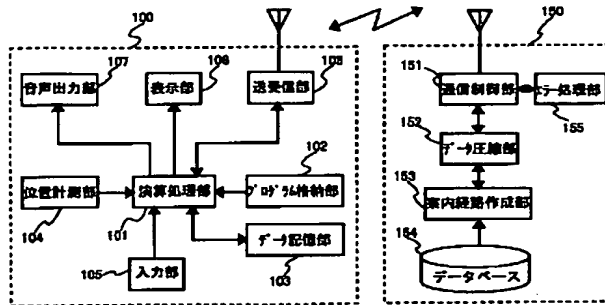 100
150
107
106
108
音声出力部
表示部
送受信部
151
通信制御部
エラー処理部
155
152
データ圧縮部
102
位置計測部
演算処理部
プログラム格納部
104
101
153
案内経路作成部
154
105
入力部
データ記憶部
103
データベース